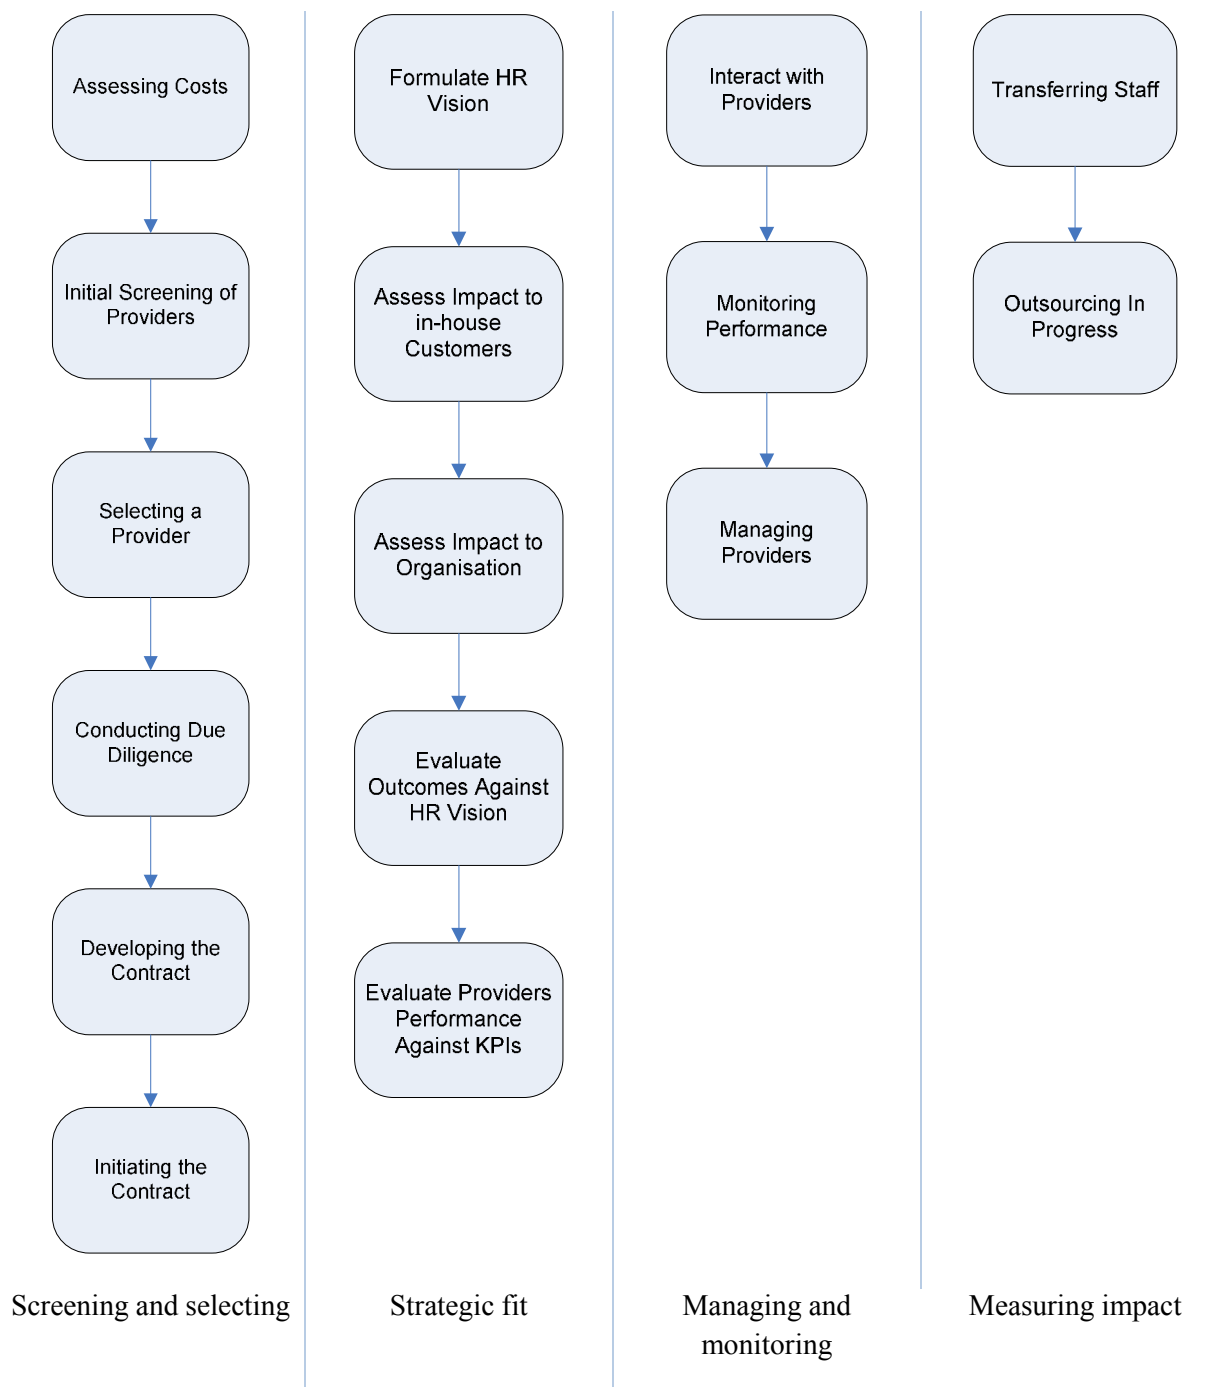 Assessing Costs
Initial Screening of
Providers
Selecting a
Provider
Conducting Due
Diligence
Developing the
Contract
Initiating the
Contract
Screening and selecting
Formulate HR
Vision
Assess Impact to
in-house
Customers
Assess Impact to
Organisation
Evaluate
Outcomes Against
HR Vision
Evaluate Providers
Performance
Against KPIs
Strategic fit
Interact with
Providers
Monitoring
Performance
Managing
Providers
Managing and
monitoring
Transferring Staff
Outsourcing In
Progress
Measuring impact